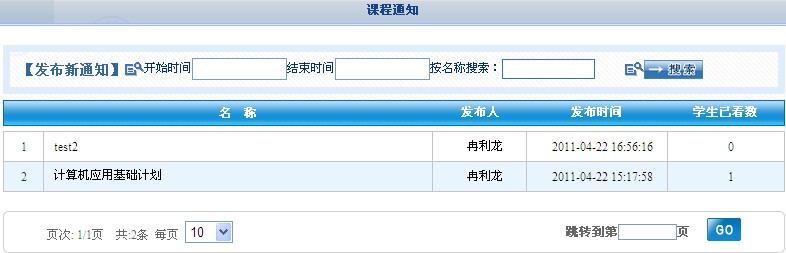 课程通知
【发布新通知】 开始时间 结束时间 按名称搜索： 搜索
名 称 发布人 发布时间 学生已看数
1 test2 冉利龙 2011-04-22 16:56:16 0
2 计算机应用基础计划 冉利龙 2011-04-22 15:17:58 1
页次: 1/1页 共:2条 每页 10 跳转到第 页 GO